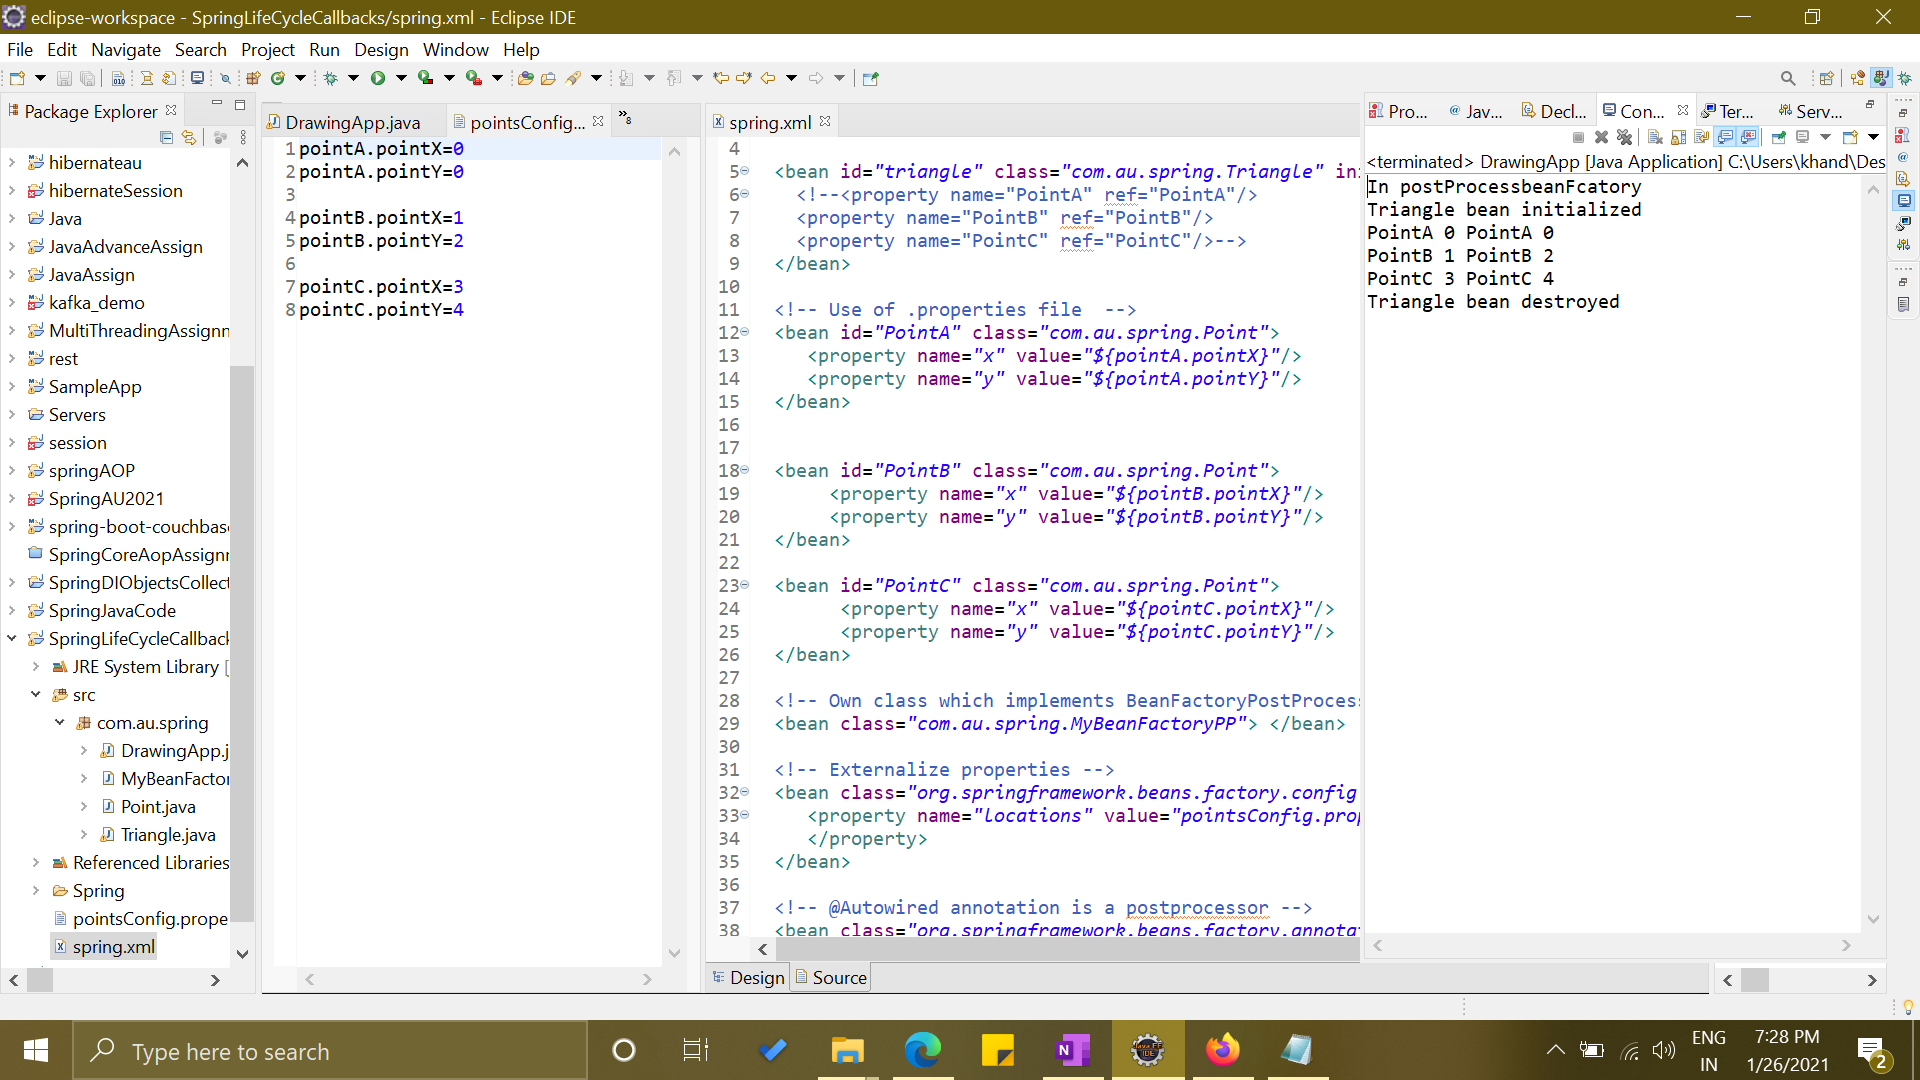 eclipse-workspace - SpringLifeCycleCallbacks/spring.xml - Eclipse IDE
File Edit Navigate Search Project Run Design Window Help
Package Explorer
hibernateau
hibernateSession
Java
JavaAdvanceAssign
JavaAssign
kafka_demo
MultiThreadingAssignn
rest
SampleApp
Servers
session
springAOP
SpringAU2021
spring-boot-couchbase
SpringCoreAopAssignn
SpringDIObjectsCollect
SpringJavaCode
SpringLifeCycleCallback
JRE System Library [
src
com.au.spring
DrawingApp.j
MyBeanFactor
Point.java
Triangle.java
Referenced Libraries
Spring
pointsConfig.prope
spring.xml
DrawingApp.java pointsConfig... »8
1 pointA.pointX=0
2 pointA.pointY=0
3
4 pointB.pointX=1
5 pointB.pointY=2
6
7 pointC.pointX=3
8 pointC.pointY=4
spring.xml
4
5 <bean id="triangle" class="com.au.spring.Triangle" in
6 <!--<property name="PointA" ref="PointA"/>
7 <property name="PointB" ref="PointB"/>
8 <property name="PointC" ref="PointC"/>-->
9 </bean>
10
11 <!-- Use of .properties file  -->
12 <bean id="PointA" class="com.au.spring.Point">
13 <property name="x" value="${pointA.pointX}"/>
14 <property name="y" value="${pointA.pointY}"/>
15 </bean>
16
17
18 <bean id="PointB" class="com.au.spring.Point">
19 <property name="x" value="${pointB.pointX}"/>
20 <property name="y" value="${pointB.pointY}"/>
21 </bean>
22
23 <bean id="PointC" class="com.au.spring.Point">
24 <property name="x" value="${pointC.pointX}"/>
25 <property name="y" value="${pointC.pointY}"/>
26 </bean>
27
28 <!-- Own class which implements BeanFactoryPostProces
29 <bean class="com.au.spring.MyBeanFactoryPP"> </bean>
30
31 <!-- Externalize properties -->
32 <bean class="org.springframework.beans.factory.config
33 <property name="locations" value="pointsConfig.prop
34 </property>
35 </bean>
36
37 <!-- @Autowired annotation is a postprocessor -->
38 <bean class="org.springframework.beans.factory.annota
Design Source
Pro... Jav... Decl... Con... Ter... Serv...
<terminated> DrawingApp [Java Application] C:\Users\khand\Des
In postProcessbeanFcatory
Triangle bean initialized
PointA 0 PointA 0
PointB 1 PointB 2
PointC 3 PointC 4
Triangle bean destroyed
Type here to search
ENG
IN
7:28 PM
1/26/2021
2